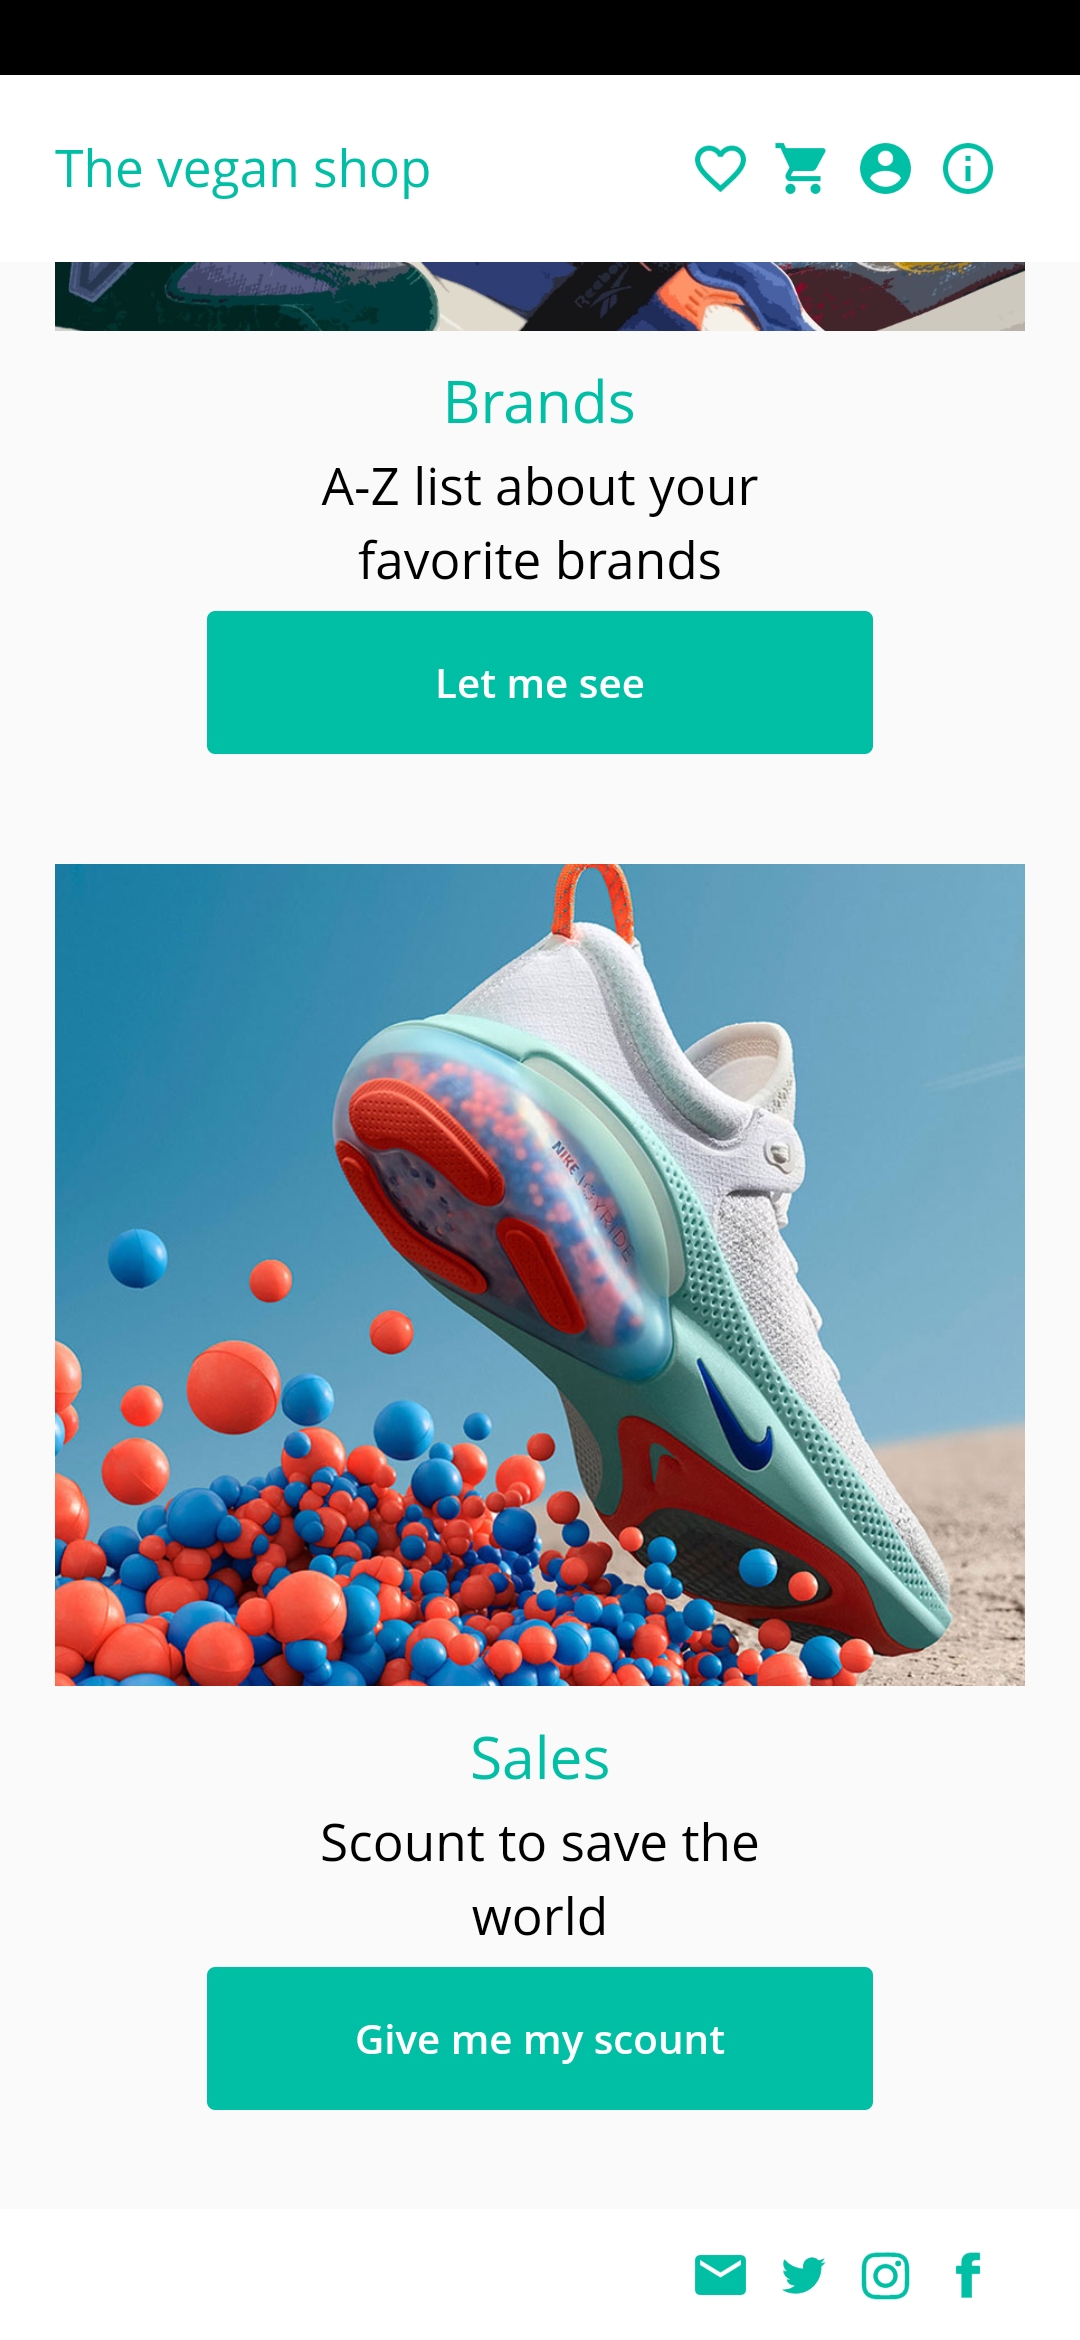 The vegan shop
Reebok
Brands
A-Z list about your
favorite brands
Let me see
NIKE JOYRIDE
Sales
Scount to save the
world
Give me my scount